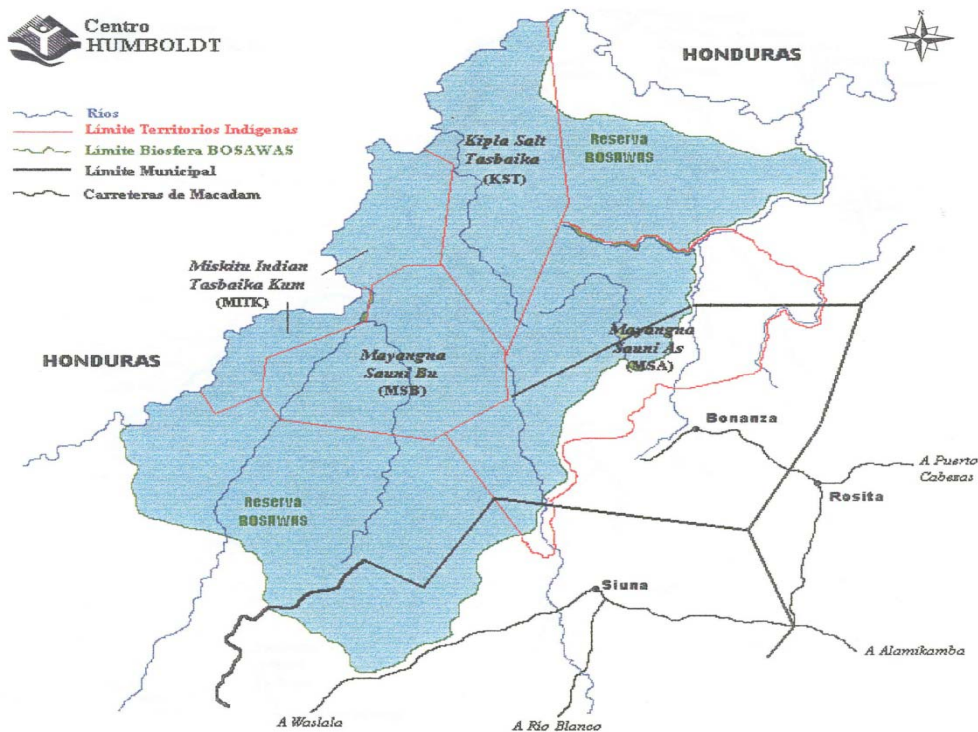 Centro
HUMBOLDT
N
Ríos
Límite Territorios Indígenas
Límite Biosfera BOSAWAS
Límite Municipal
Carreteras de Macadam
HONDURAS
Kipla Sait
Tasbaika
(KST)
Reserva
BOSAWAS
Miskitu Indian
Tasbaika Kum
(MITK)
HONDURAS
Mayangna
Sauni Bu
(MSB)
Mayangna
Sauni As
(MSA)
Bonanza
A Puerto
Cabezas
Rosita
Reserva
BOSAWAS
Siuna
A Alamikamba
A Waslala
A Río Blanco